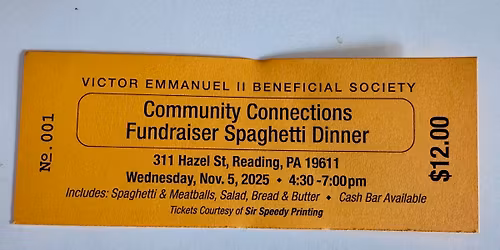 VICTOR EMMANUEL II BENEFICIAL SOCIETY
Community Connections
Fundraiser Spaghetti Dinner
311 Hazel St, Reading, PA 19611
Wednesday, Nov. 5, 2025 • 4:30 -7:00pm
Includes: Spaghetti & Meatballs, Salad, Bread & Butter • Cash Bar Available
Tickets Courtesy of Sir Speedy Printing
No. 001
$12.00